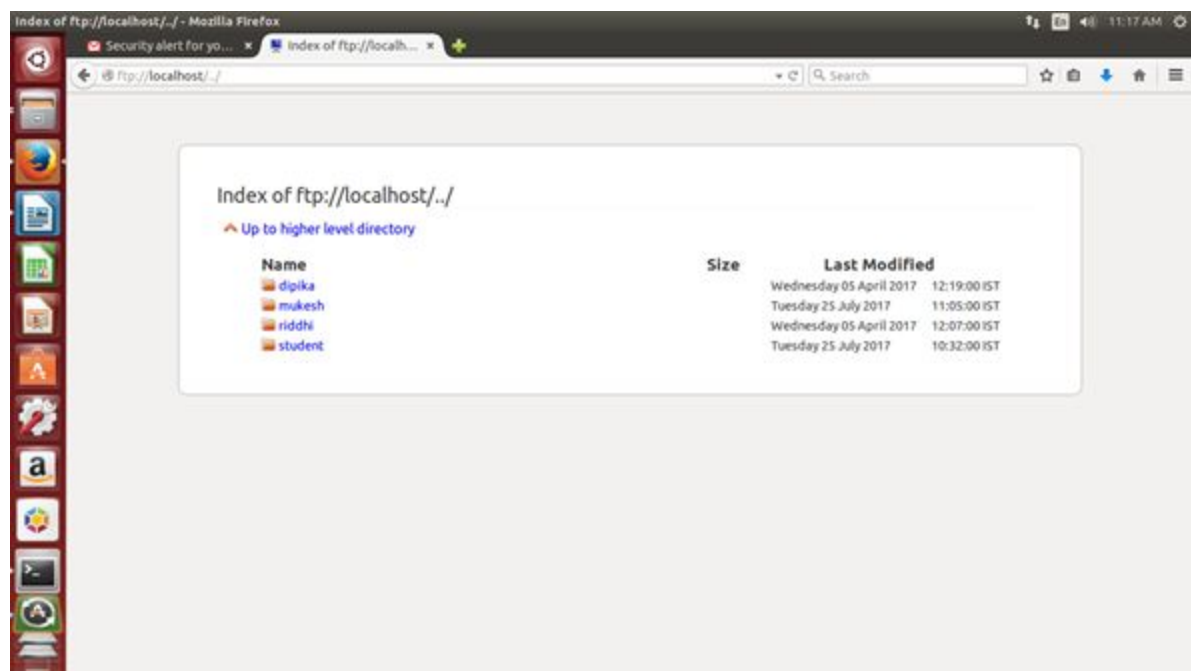 Index of ftp://localhost/../ - Mozilla Firefox
En 11:17 AM
Security alert for yo... × Index of ftp://localh... ×
ftp://localhost/../ Search
Index of ftp://localhost/../
Up to higher level directory
Name Size Last Modified
dipika Wednesday 05 April 2017 12:19:00 IST
mukesh Tuesday 25 July 2017 11:05:00 IST
riddhi Wednesday 05 April 2017 12:07:00 IST
student Tuesday 25 July 2017 10:32:00 IST